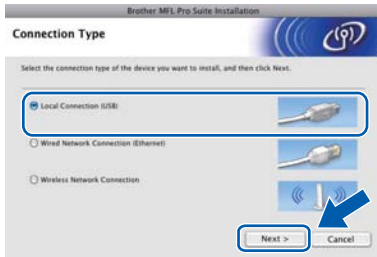 Brother MFL Pro Suite Installation
Connection Type
Select the connection type of the device you want to install, and then click Next.
Local Connection (USB)
Wired Network Connection (Ethernet)
Wireless Network Connection
Next >
Cancel